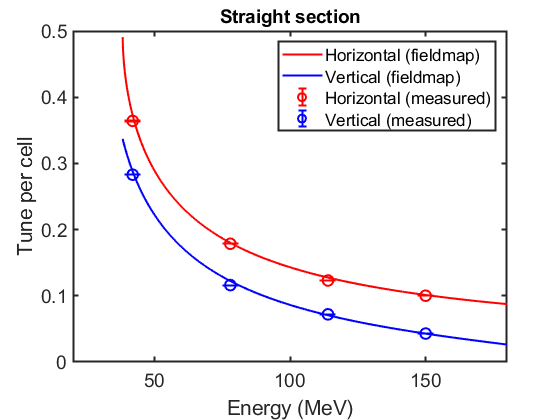 Straight section
Horizontal (fieldmap)
Vertical (fieldmap)
Horizontal (measured)
Vertical (measured)
Tune per cell
0.5
0.4
0.3
0.2
0.1
0
50
100
150
Energy (MeV)